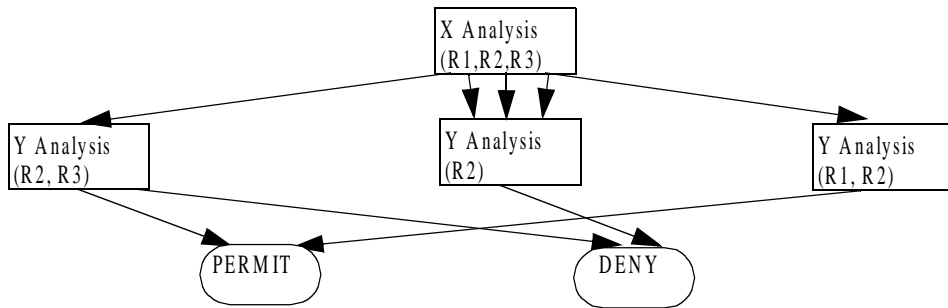 X Analysis
(R1,R2,R3)
Y Analysis
(R2, R3)
Y Analysis
(R2)
Y Analysis
(R1, R2)
PERMIT
DENY